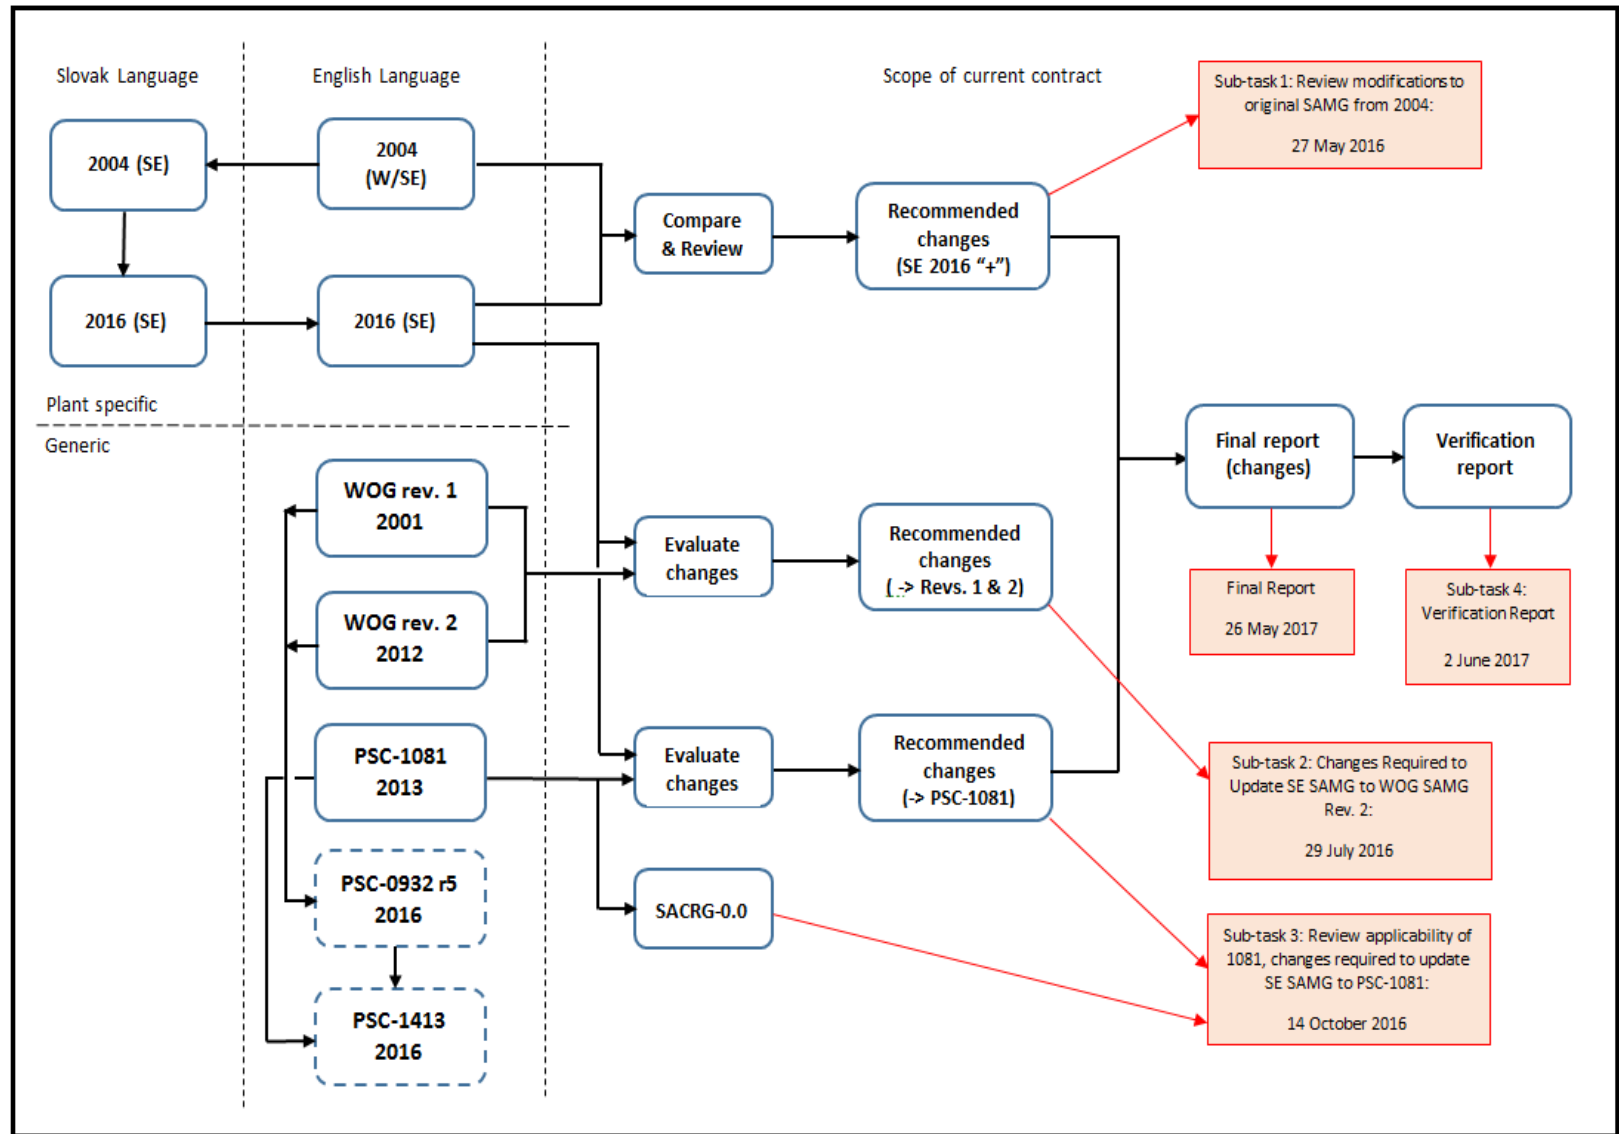 Slovak Language
English Language
Scope of current contract
2004 (SE)
2004
(W/SE)
2016 (SE)
2016 (SE)
Plant specific
Generic
WOG rev. 1
2001
WOG rev. 2
2012
PSC-1081
2013
PSC-0932 r5
2016
PSC-1413
2016
Compare
& Review
Evaluate
changes
Evaluate
changes
SACRG-0.0
Recommended
changes
(SE 2016 “+”)
Recommended
changes
( -> Revs. 1 & 2)
Recommended
changes
(-> PSC-1081)
Final report
(changes)
Verification
report
Sub-task 1: Review modifications to
original SAMG from 2004:
27 May 2016
Final Report
26 May 2017
Sub-task 4:
Verification Report
2 June 2017
Sub-task 2: Changes Required to
Update SE SAMG to WOG SAMG
Rev. 2:
29 July 2016
Sub-task 3: Review applicability of
1081, changes required to update
SE SAMG to PSC-1081:
14 October 2016